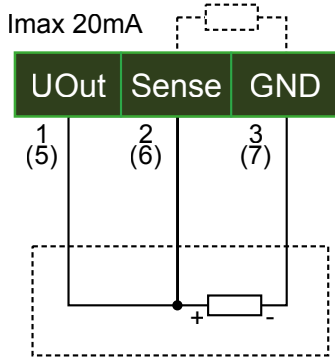 Imax 20mA
UOut Sense GND
1 2 3
(5) (6) (7)
+ -